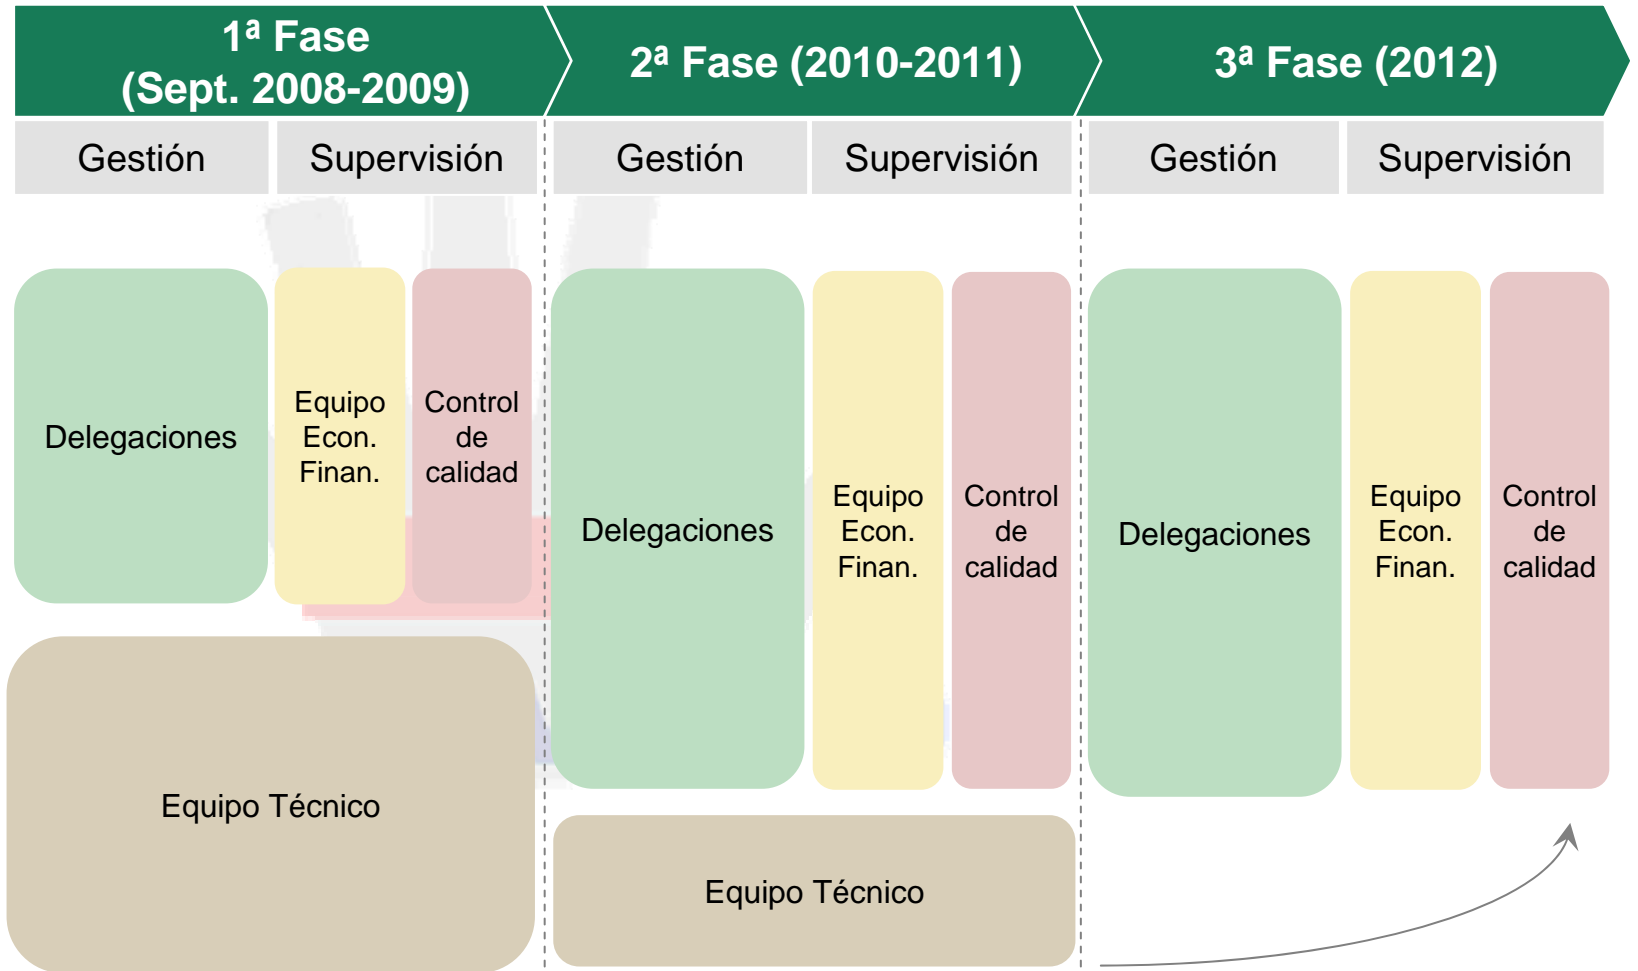 1ª Fase
(Sept. 2008-2009)
2ª Fase (2010-2011)
3ª Fase (2012)
Gestión
Supervisión
Gestión
Supervisión
Gestión
Supervisión
Delegaciones
Equipo
Econ.
Finan.
Control
de
calidad
Delegaciones
Equipo
Econ.
Finan.
Control
de
calidad
Delegaciones
Equipo
Econ.
Finan.
Control
de
calidad
Equipo Técnico
Equipo Técnico